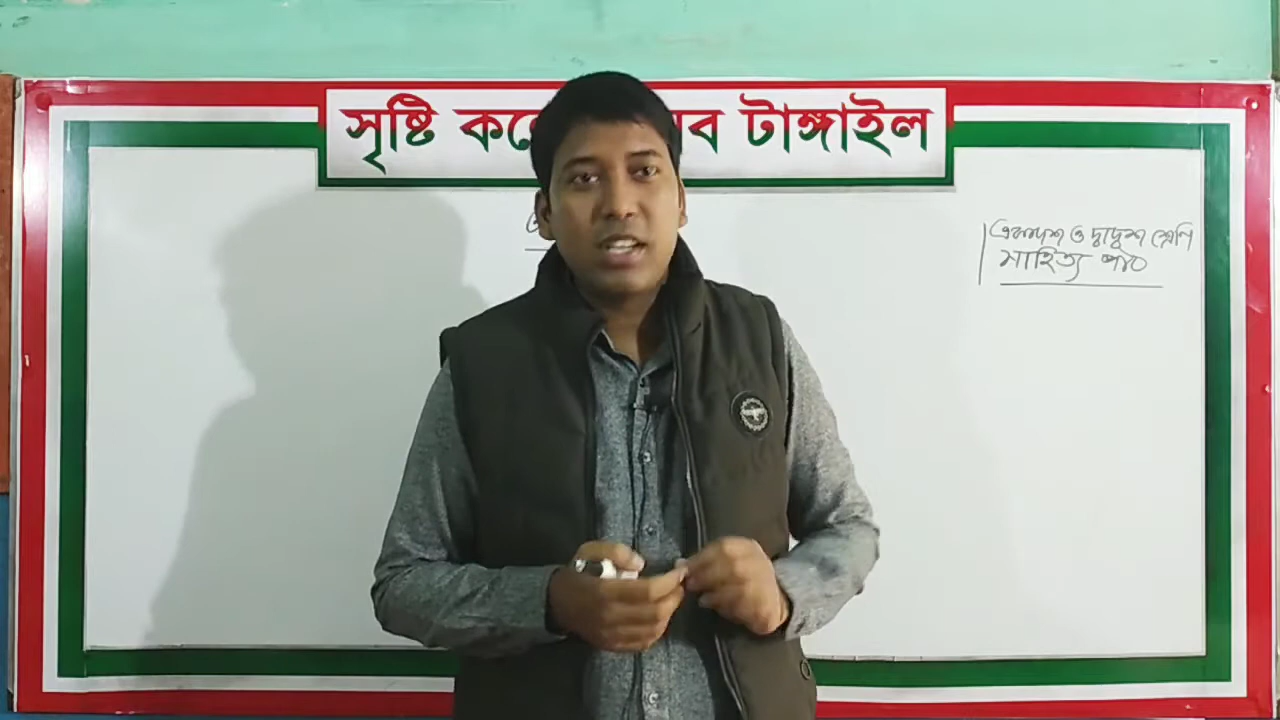 সৃষ্টি টাঙ্গাইল
একাদশ ও দ্বাদশ শ্রেণি
সাহিত্য পাঠ